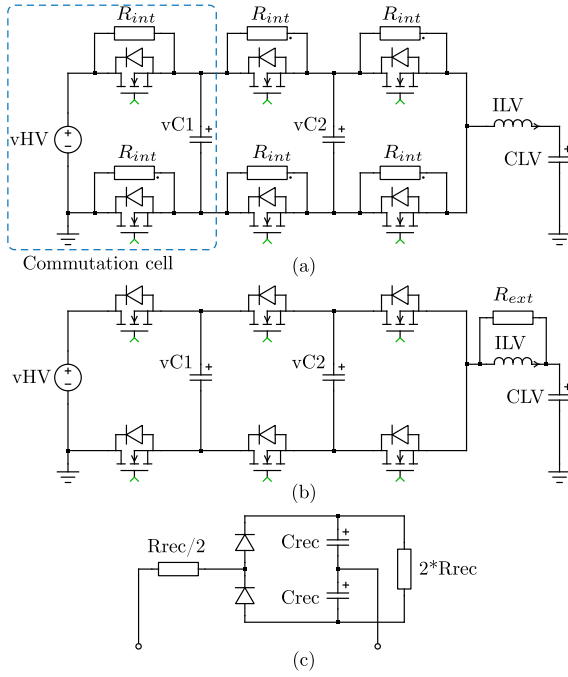 R_int R_int R_int
vHV vC1 vC2 ILV
CLV
R_int R_int R_int
Commutation cell
(a)
R_ext
ILV
vHV vC1 vC2
CLV
(b)
Rrec/2 Crec
2*Rrec
Crec
(c)